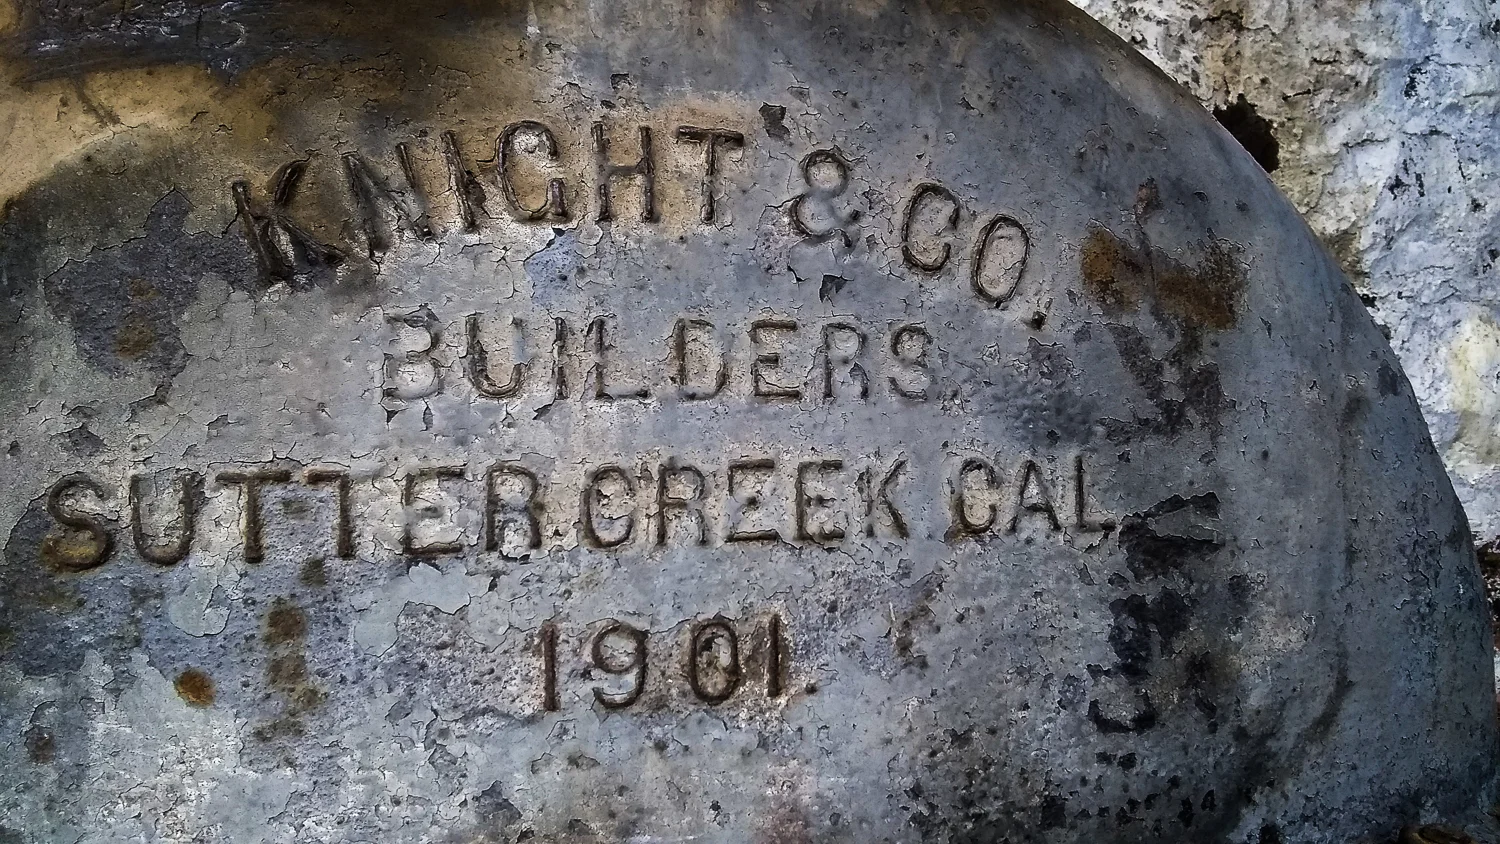 KNIGHT & CO.
BUILDERS
SUTTER CREEK CAL.
1901.